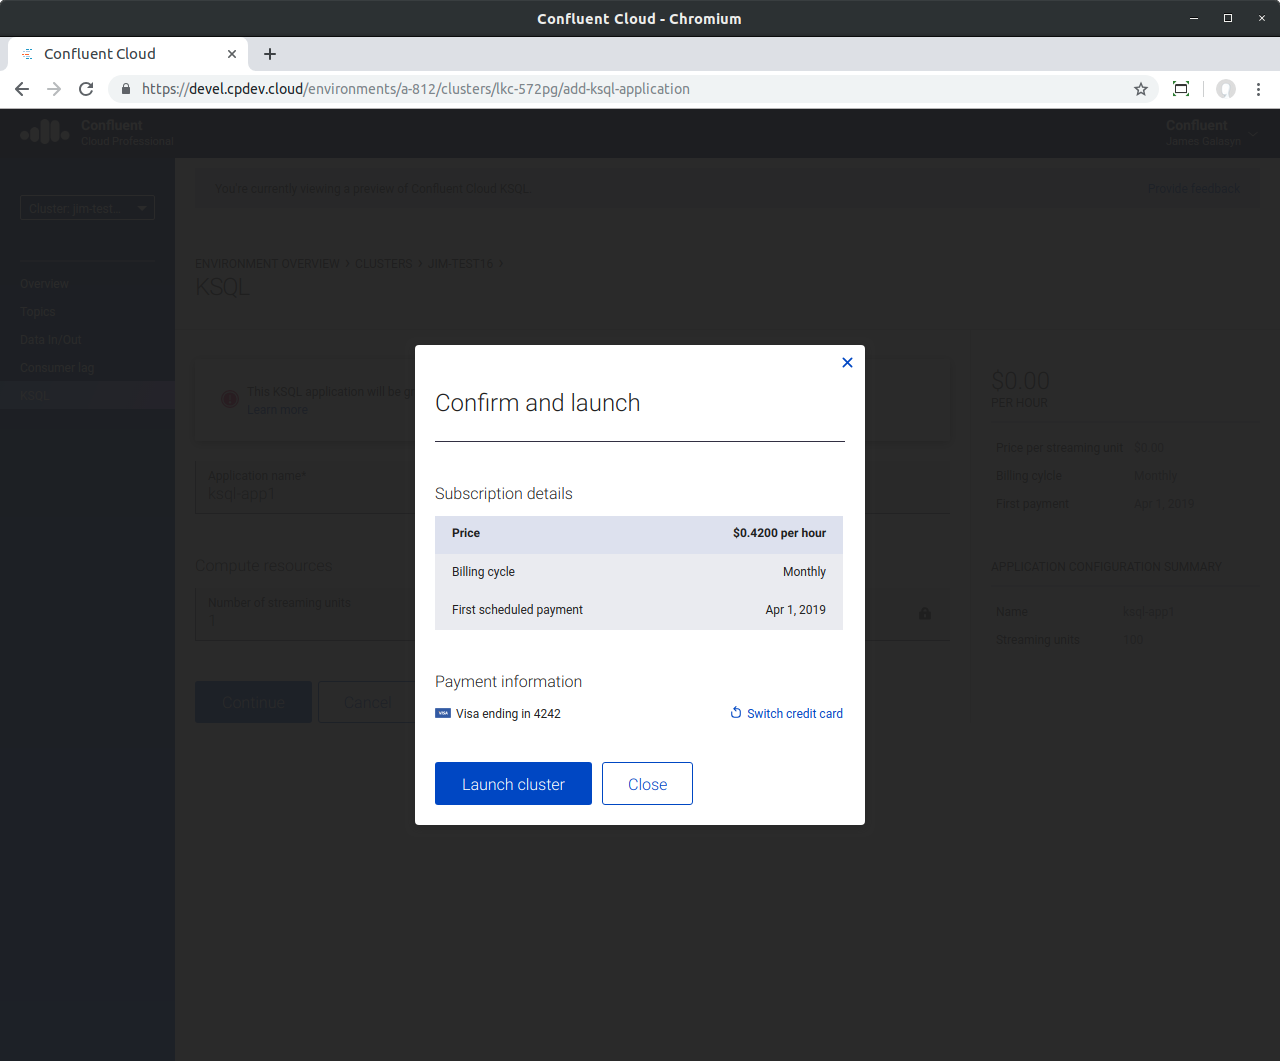 Confluent Cloud - Chromium
Confluent Cloud
https://devel.cpdev.cloud/environments/a-812/clusters/lkc-572pg/add-ksql-application
Confluent
Cloud Professional
Confluent
James Galasyn
You're currently viewing a preview of Confluent Cloud KSQL.
Provide feedback
Cluster: jim-test...
ENVIRONMENT OVERVIEW > CLUSTERS > JIM-TEST16 >
KSQL
Overview
Topics
Data In/Out
Consumer lag
KSQL
This KSQL application will be gr
Learn more
Application name*
ksql-app1
Compute resources
Number of streaming units
1
Continue
Cancel
$0.00
PER HOUR
Price per streaming unit $0.00
Billing cylcle Monthly
First payment Apr 1, 2019
APPLICATION CONFIGURATION SUMMARY
Name ksql-app1
Streaming units 100
Confirm and launch
Subscription details
Price $0.4200 per hour
Billing cycle Monthly
First scheduled payment Apr 1, 2019
Payment information
VISA Visa ending in 4242
Switch credit card
Launch cluster
Close